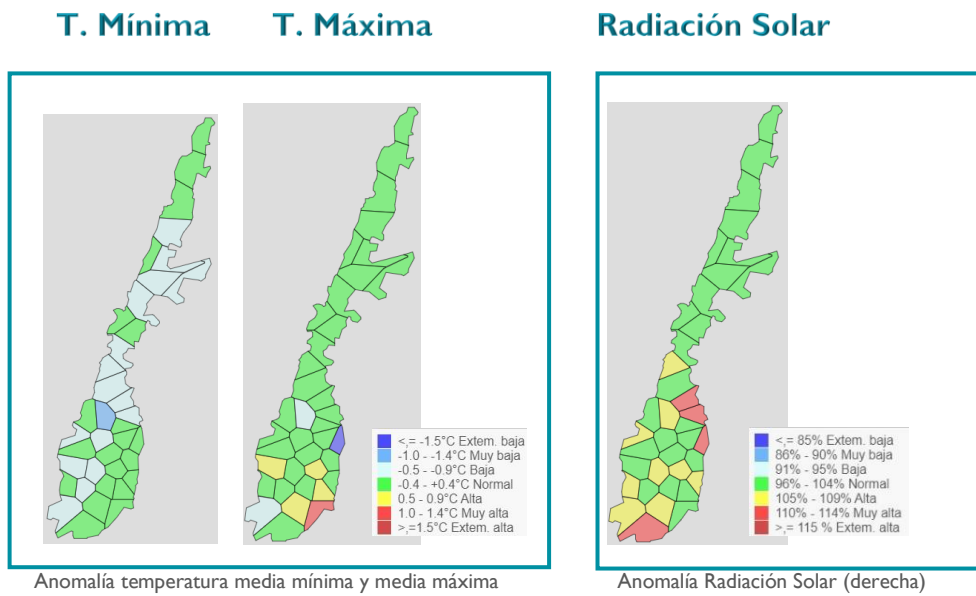 T. Mínima
T. Máxima
Radiación Solar
<,= -1.5°C Extem. baja
-1.0 - -1.4°C Muy baja
-0.5 - -0.9°C Baja
-0.4 - +0.4°C Normal
0.5 - 0.9°C Alta
1.0 - 1.4°C Muy alta
>,=1.5°C Extem. alta
<,= 85% Extem. baja
86% - 90% Muy baja
91% - 95% Baja
96% - 104% Normal
105% - 109% Alta
110% - 114% Muy alta
>,= 115 % Extem. alta
Anomalía temperatura media mínima y media máxima
Anomalía Radiación Solar (derecha)